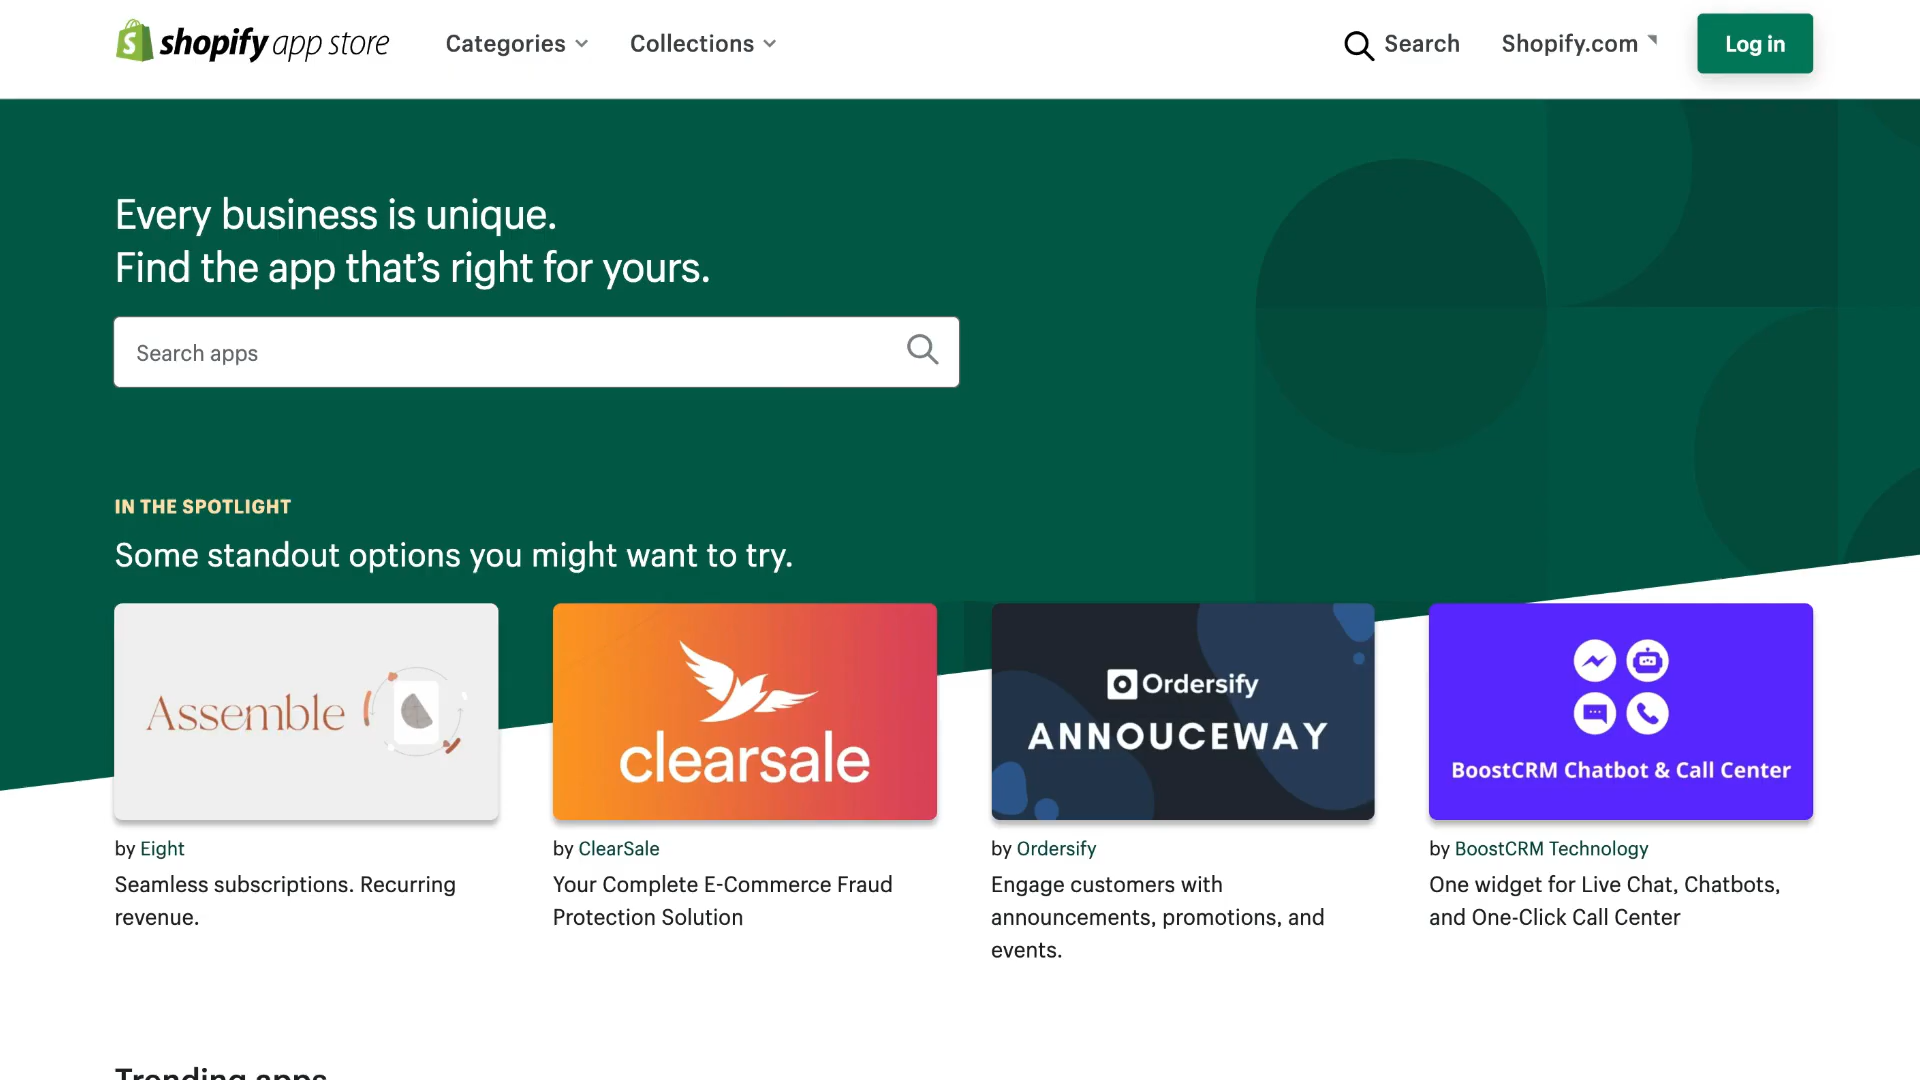 shopify app store
Categories
Collections
Search
Shopify.com
Log in
Every business is unique.
Find the app that's right for yours.
Search apps
IN THE SPOTLIGHT
Some standout options you might want to try.
Assemble
by Eight
Seamless subscriptions. Recurring
revenue.
clearsale
by ClearSale
Your Complete E-Commerce Fraud
Protection Solution
Ordersify
ANNOUCEWAY
by Ordersify
Engage customers with
announcements, promotions, and
events.
BoostCRM Chatbot & Call Center
by BoostCRM Technology
One widget for Live Chat, Chatbots,
and One-Click Call Center
Trending apps